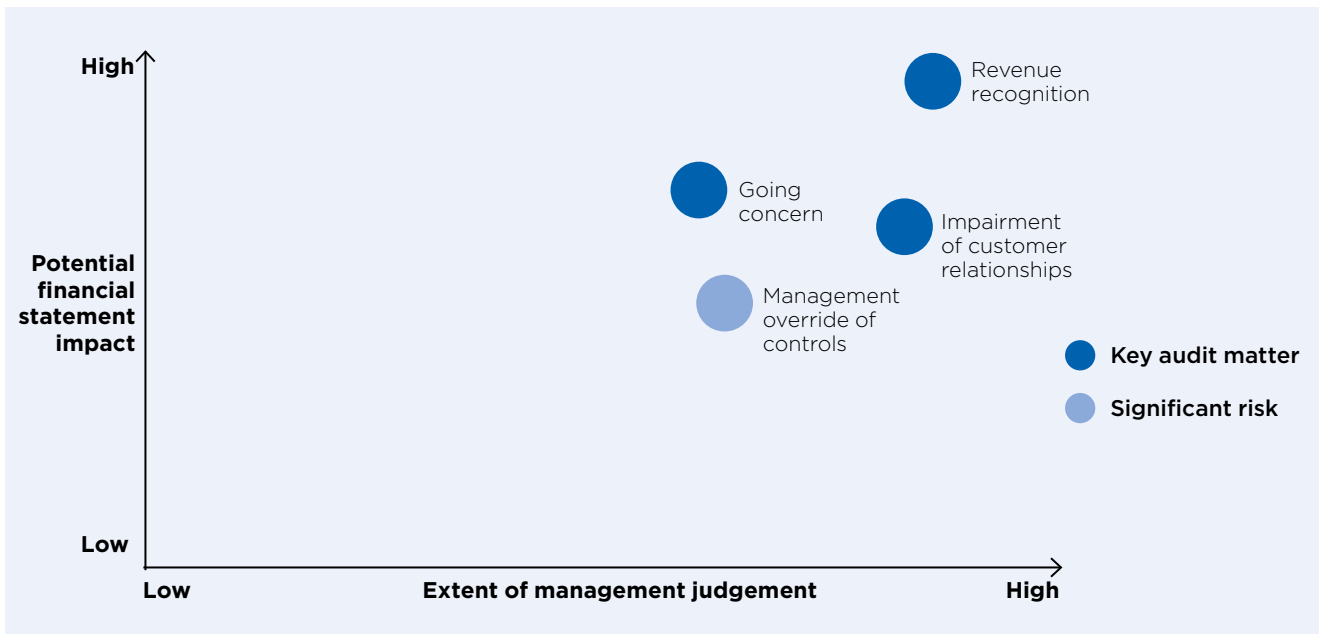 High
Revenue
recognition
Going
concern
Impairment
of customer
relationships
Potential
financial
statement
impact
Management
override of
controls
Key audit matter
Significant risk
Low
Low
Extent of management judgement
High